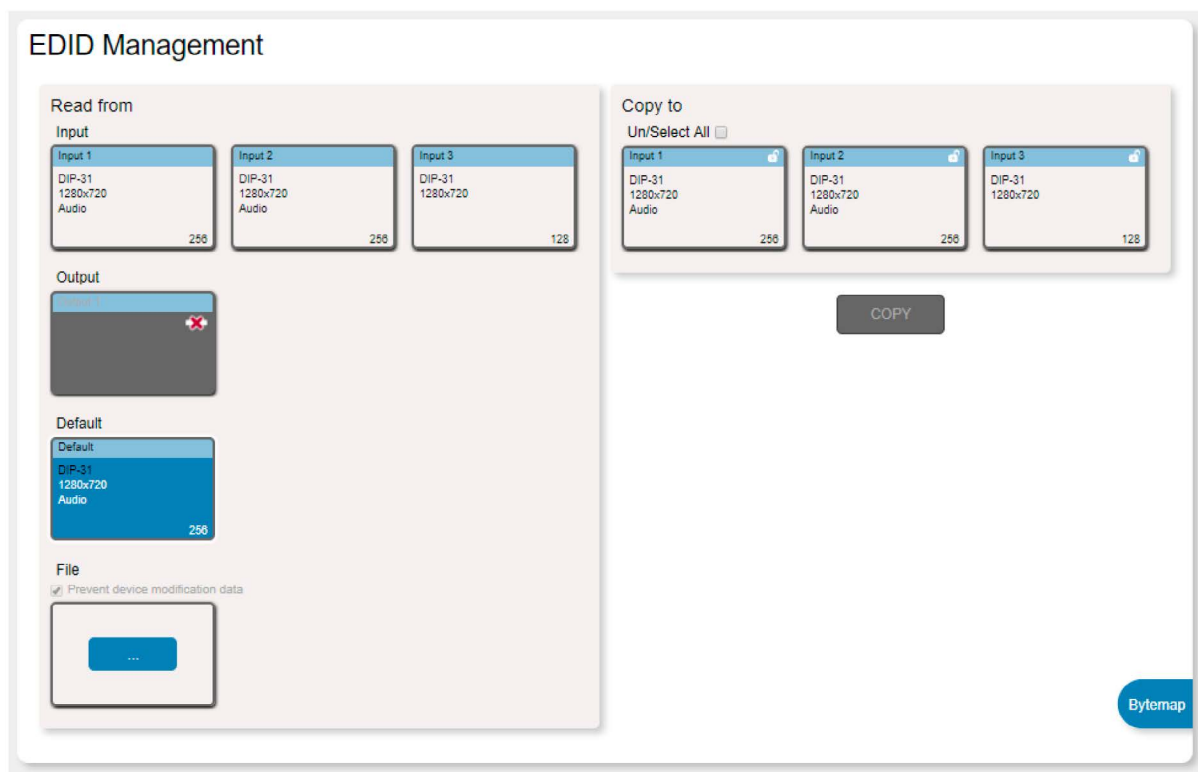 EDID Management
Read from
Input
Input 1
DIP-31
1280x720
Audio
256
Input 2
DIP-31
1280x720
Audio
256
Input 3
DIP-31
1280x720
128
Output
Output 1
Default
Default
DIP-31
1280x720
Audio
256
File
Prevent device modification data
...
Copy to
Un/Select All
Input 1
DIP-31
1280x720
Audio
256
Input 2
DIP-31
1280x720
Audio
256
Input 3
DIP-31
1280x720
128
COPY
Bytemap